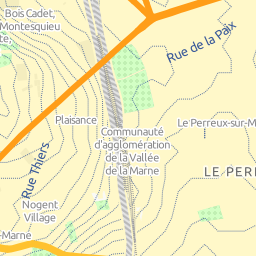 Bois Cadet,
Montesquieu
Rue de la Paix
Plaisance
Le Perreux-sur-M
Communauté
d'agglomération
de la Vallée
de la Marne
LE PERR
Rue Thiers
Nogent
Village
-Marne